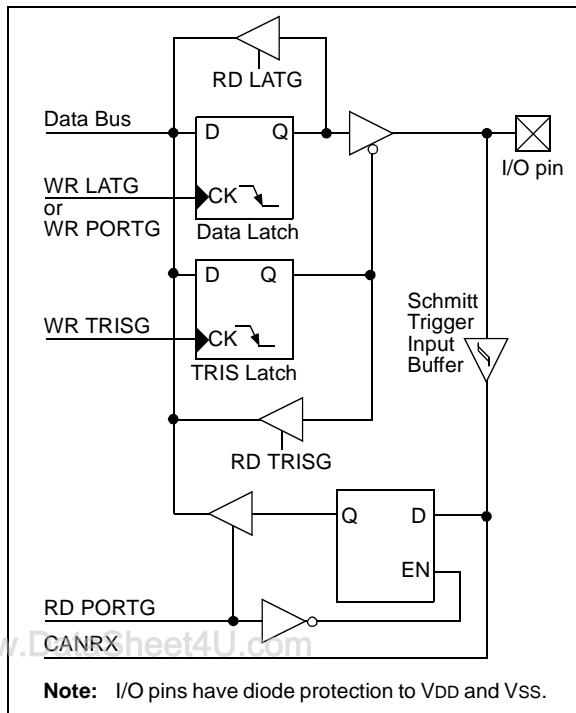 RD LATG
Data Bus
D Q
I/O pin
WR LATG
or
WR PORTG
CK
Data Latch
D Q
Schmitt
Trigger
Input
Buffer
WR TRISG
CK
TRIS Latch
RD TRISG
Q D
EN
RD PORTG
w.DataSheet4U.com
CANRX
Note: I/O pins have diode protection to VDD and VSS.